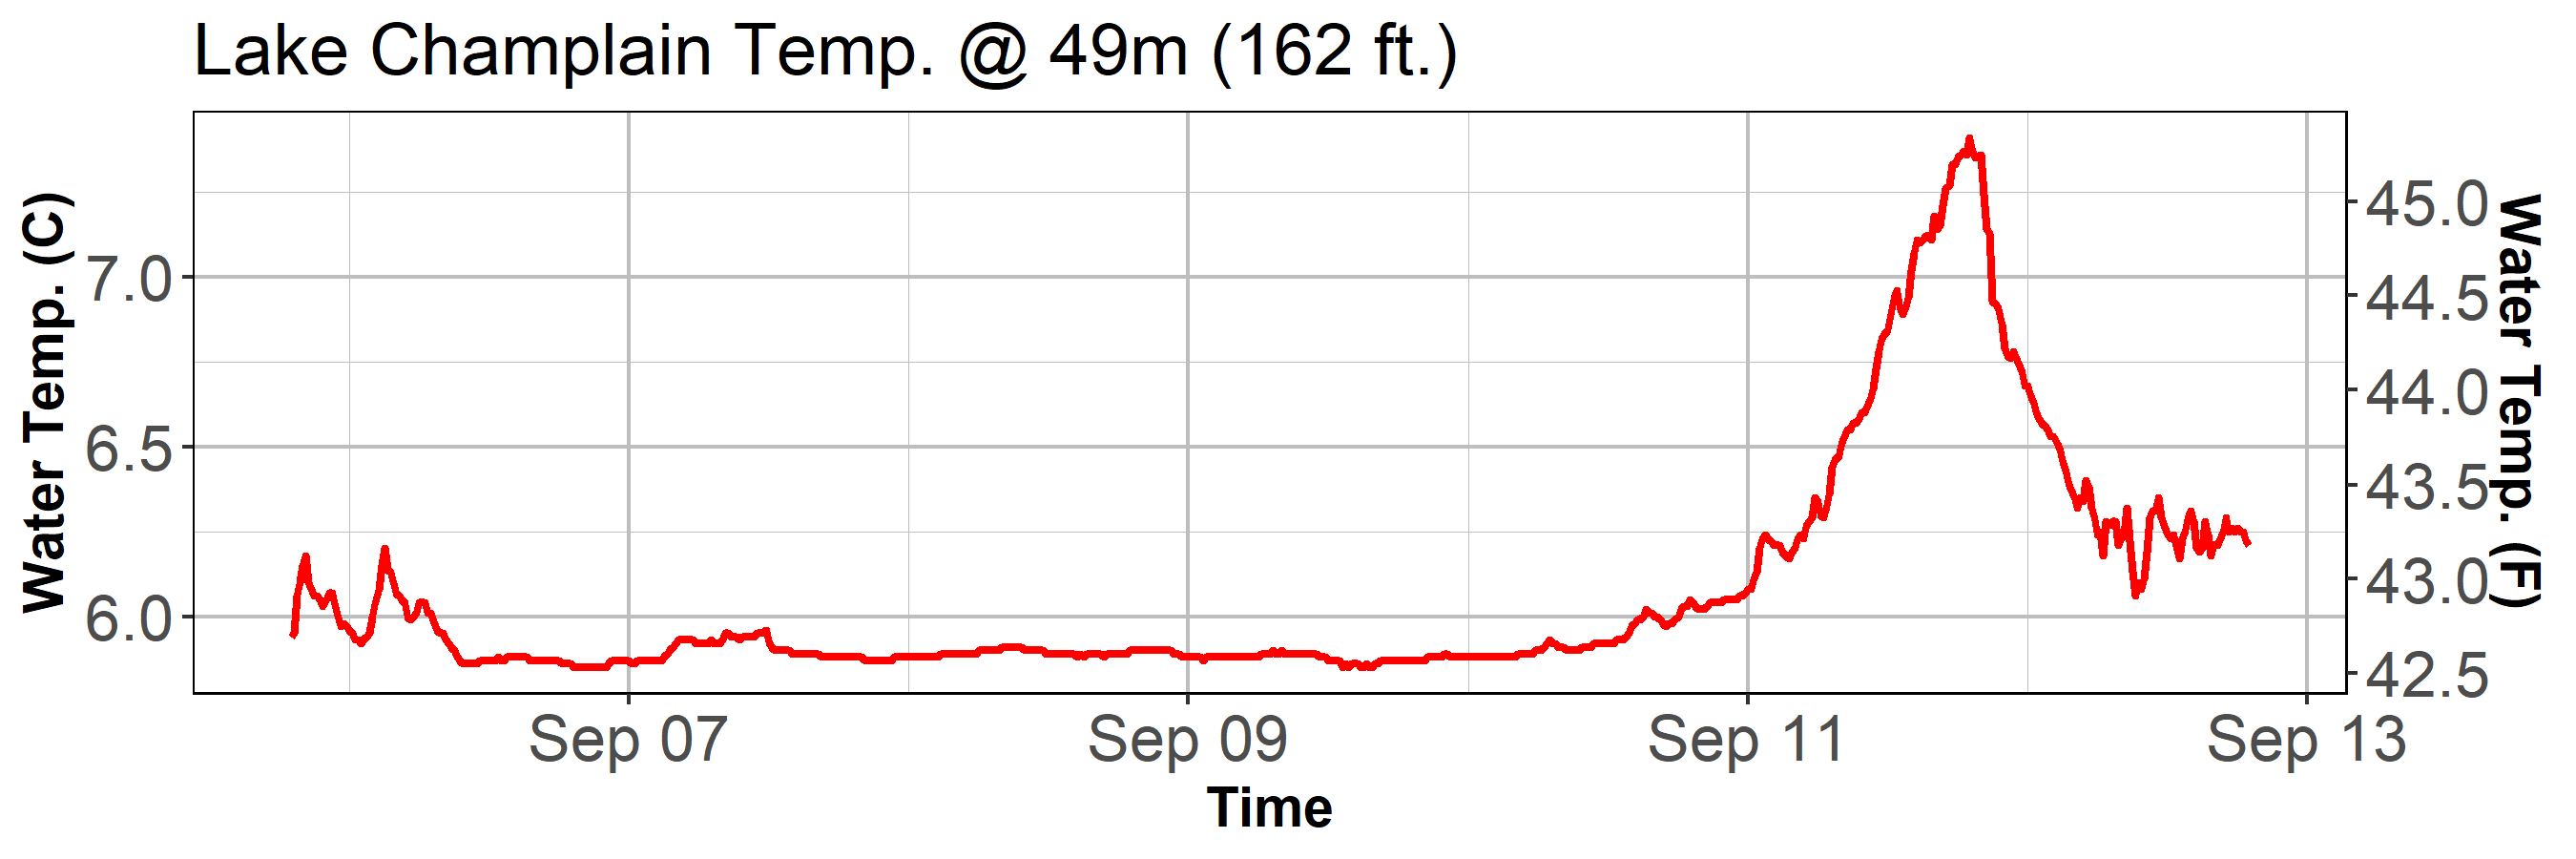 Lake Champlain Temp. @ 49m (162 ft.)
Water Temp. (C)
7.0
6.5
6.0
45.0
44.5
44.0
43.5
43.0
42.5
Water Temp. (F)
Sep 07 Sep 09 Sep 11 Sep 13
Time